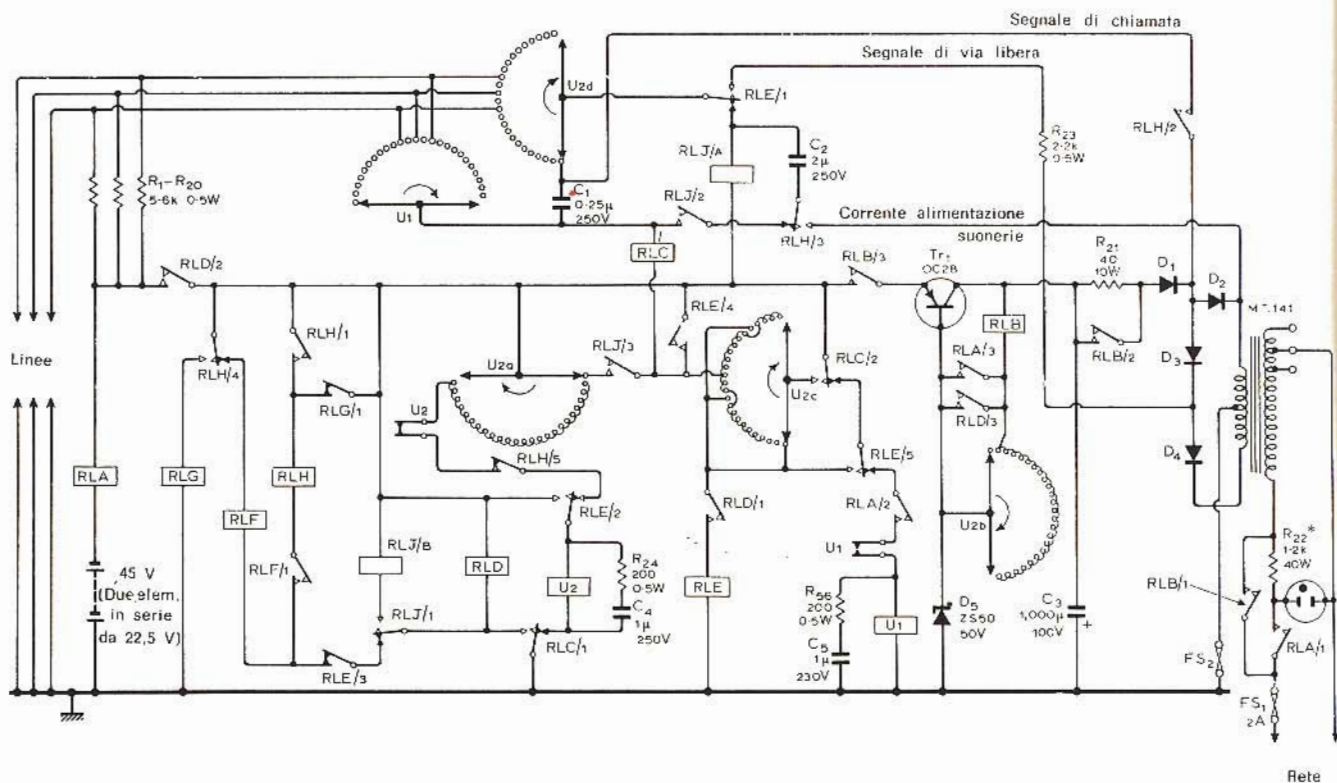 Segnale di chiamata
Segnale di via libera
U2d
RLE/1
RLH/2
R23
2·2k
0·5W
C2
2μ
250V
RLJ/A
R1–R20
5·6k 0·5W
C1
0·25μ
250V
U1
RLJ/2
RLH/3
Corrente alimentazione
suonerie
RLC
RLD/2
RLB/3
Tr1
OC28
R21
40
10W
D1
D2
MT.141
RLE/4
RLB
RLB/2
D3
Linee
RLH/1
RLH/4
U2a
RLJ/3
RLC/2
U2c
RLA/3
RLG/1
U2
RLD/3
D4
RLH/5
RLE/5
RLA
RLG
RLH
RLE/2
RLD/1
RLA/2
U2b
RLF
RLJ/B
RLD
U1
R22*
1·2k
40W
RLF/1
R24
200
0·5W
RLB/1
45 V
(Due elem.
in serie
da 22,5 V)
U2
C4
1μ
250V
RLE
R56
200
0·5W
D5
ZS50
50V
C3
1,000μ
100V
+
RLJ/1
RLC/1
U1
RLA/1
RLE/3
C5
1μ
230V
FS2
FS1
2A
Rete